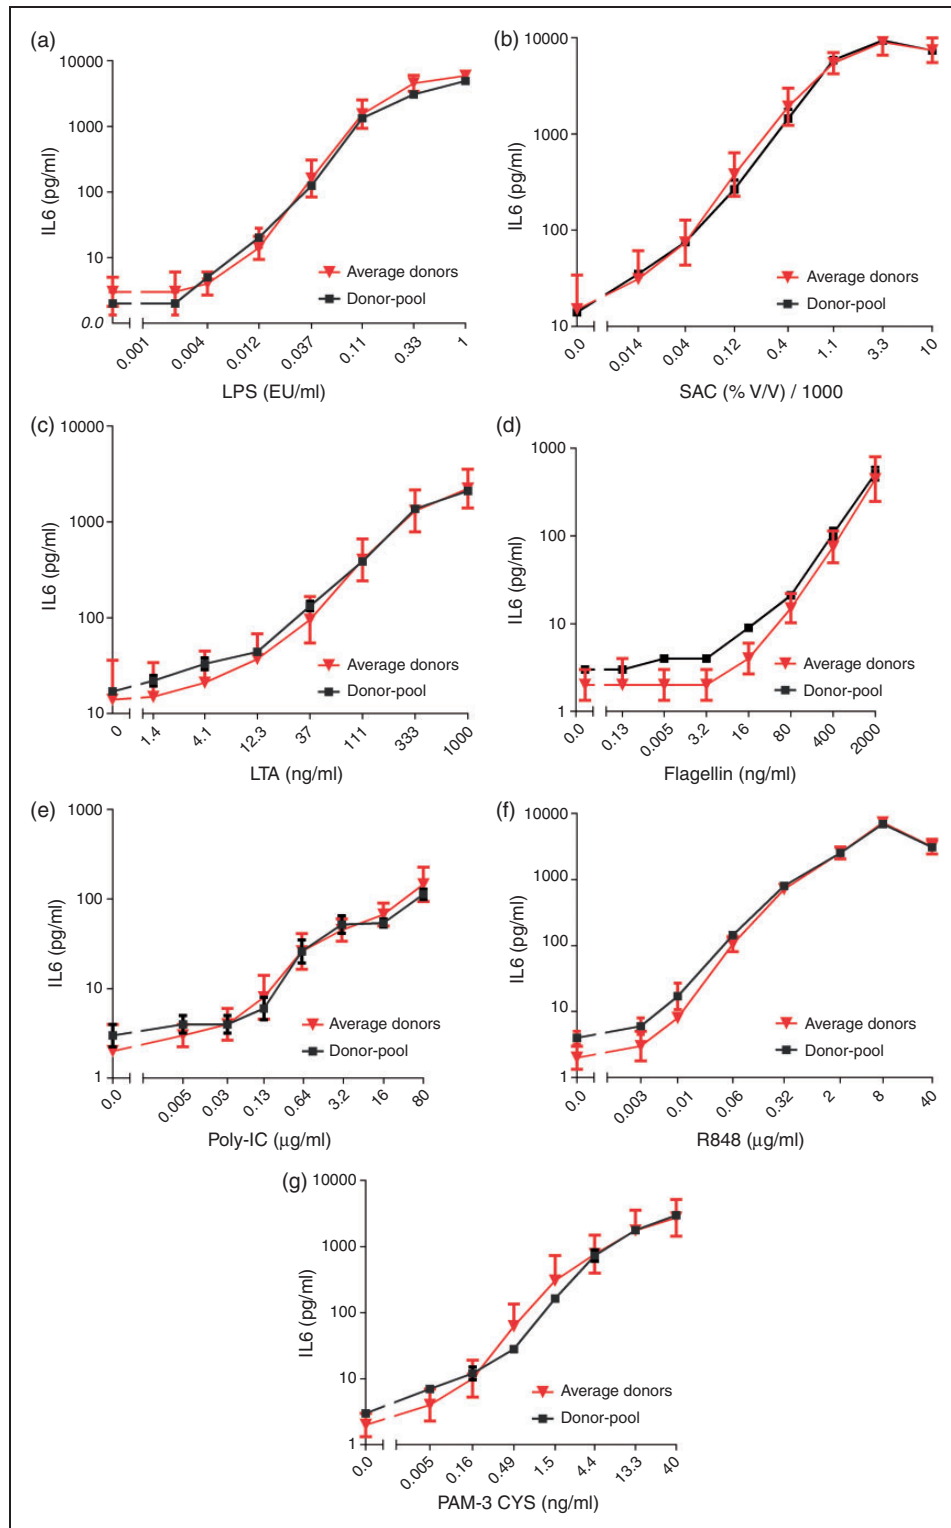 (a)
10000
1000
100
10
0.0
IL6 (pg/ml)
Average donors
Donor-pool
0.001
0.004
0.012
0.037
0.11
0.33
1
LPS (EU/ml)
(b)
10000
1000
100
10
IL6 (pg/ml)
Average donors
Donor-pool
0.0
0.014
0.04
0.12
0.4
1.1
3.3
10
SAC (% V/V) / 1000
(c)
10000
1000
100
10
IL6 (pg/ml)
Average donors
Donor-pool
0
1.4
4.1
12.3
37
111
333
1000
LTA (ng/ml)
(d)
1000
100
10
1
IL6 (pg/ml)
Average donors
Donor-pool
0.0
0.13
0.005
3.2
16
80
400
2000
Flagellin (ng/ml)
(e)
1000
100
10
1
IL6 (pg/ml)
Average donors
Donor-pool
0.0
0.005
0.03
0.13
0.64
3.2
16
80
Poly-IC (μg/ml)
(f)
10000
1000
100
10
1
IL6 (pg/ml)
Average donors
Donor-pool
0.0
0.003
0.01
0.06
0.32
2
8
40
R848 (μg/ml)
(g)
10000
1000
100
10
1
IL6 (pg/ml)
Average donors
Donor-pool
0.0
0.005
0.16
0.49
1.5
4.4
13.3
40
PAM-3 CYS (ng/ml)